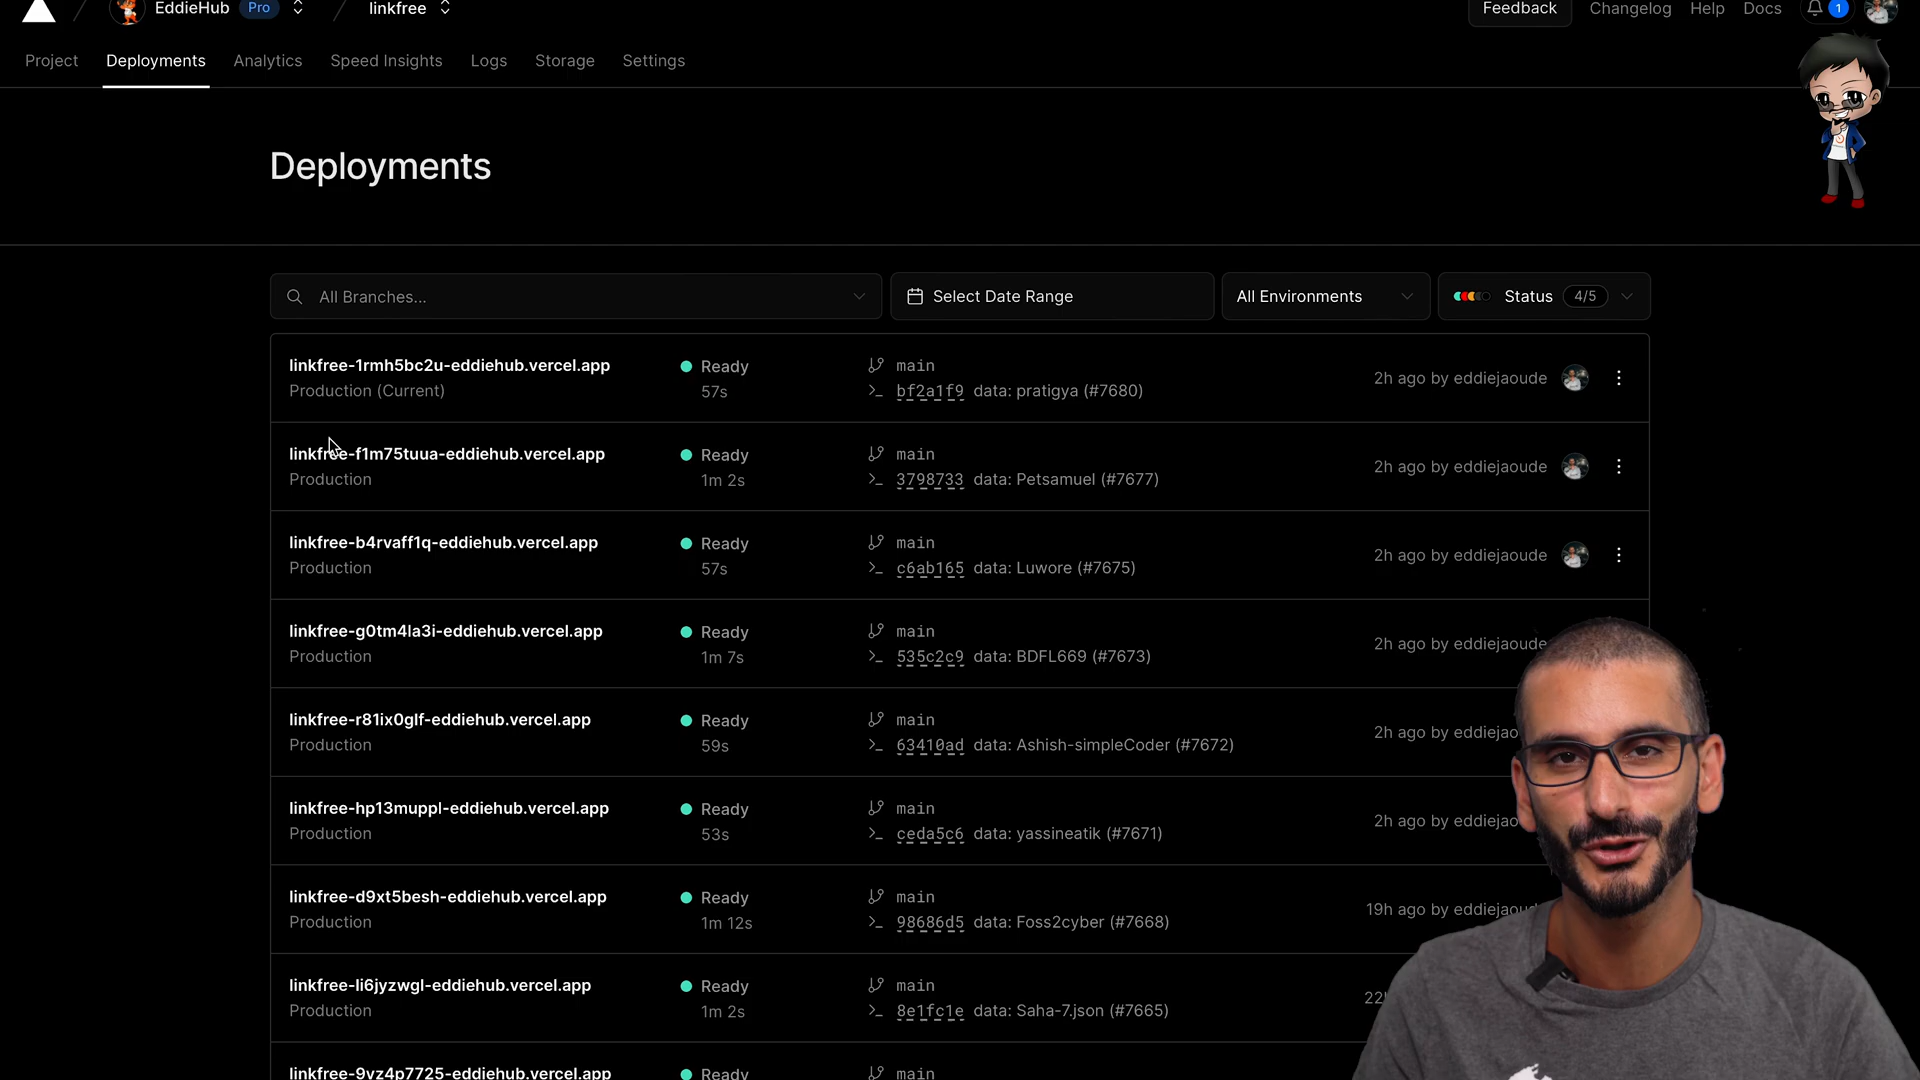 EddieHub Pro linkfree Feedback Changelog Help Docs 1
Project Deployments Analytics Speed Insights Logs Storage Settings
Deployments
All Branches... Select Date Range All Environments Status 4/5
linkfree-1rmh5bc2u-eddiehub.vercel.app Ready main
Production (Current) 57s bf2a1f9 data: pratigya (#7680) 2h ago by eddiejaoude
linkfree-f1m75tuua-eddiehub.vercel.app Ready main
Production 1m 2s 3798733 data: Petsamuel (#7677) 2h ago by eddiejaoude
linkfree-b4rvaff1q-eddiehub.vercel.app Ready main
Production 57s c6ab165 data: Luwore (#7675) 2h ago by eddiejaoude
linkfree-g0tm4la3i-eddiehub.vercel.app Ready main
Production 1m 7s 535c2c9 data: BDFL669 (#7673) 2h ago by eddiejaoude
linkfree-r81ix0glf-eddiehub.vercel.app Ready main
Production 59s 63410ad data: Ashish-simpleCoder (#7672) 2h ago by eddiejao
linkfree-hp13muppl-eddiehub.vercel.app Ready main
Production 53s ceda5c6 data: yassineatik (#7671) 2h ago by eddiejao
linkfree-d9xt5besh-eddiehub.vercel.app Ready main
Production 1m 12s 98686d5 data: Foss2cyber (#7668) 19h ago by eddiejaou
linkfree-li6jyzwgl-eddiehub.vercel.app Ready main
Production 1m 2s 8e1fc1e data: Saha-7.json (#7665) 22
linkfree-9vz4p7725-eddiehub.vercel.app Ready main